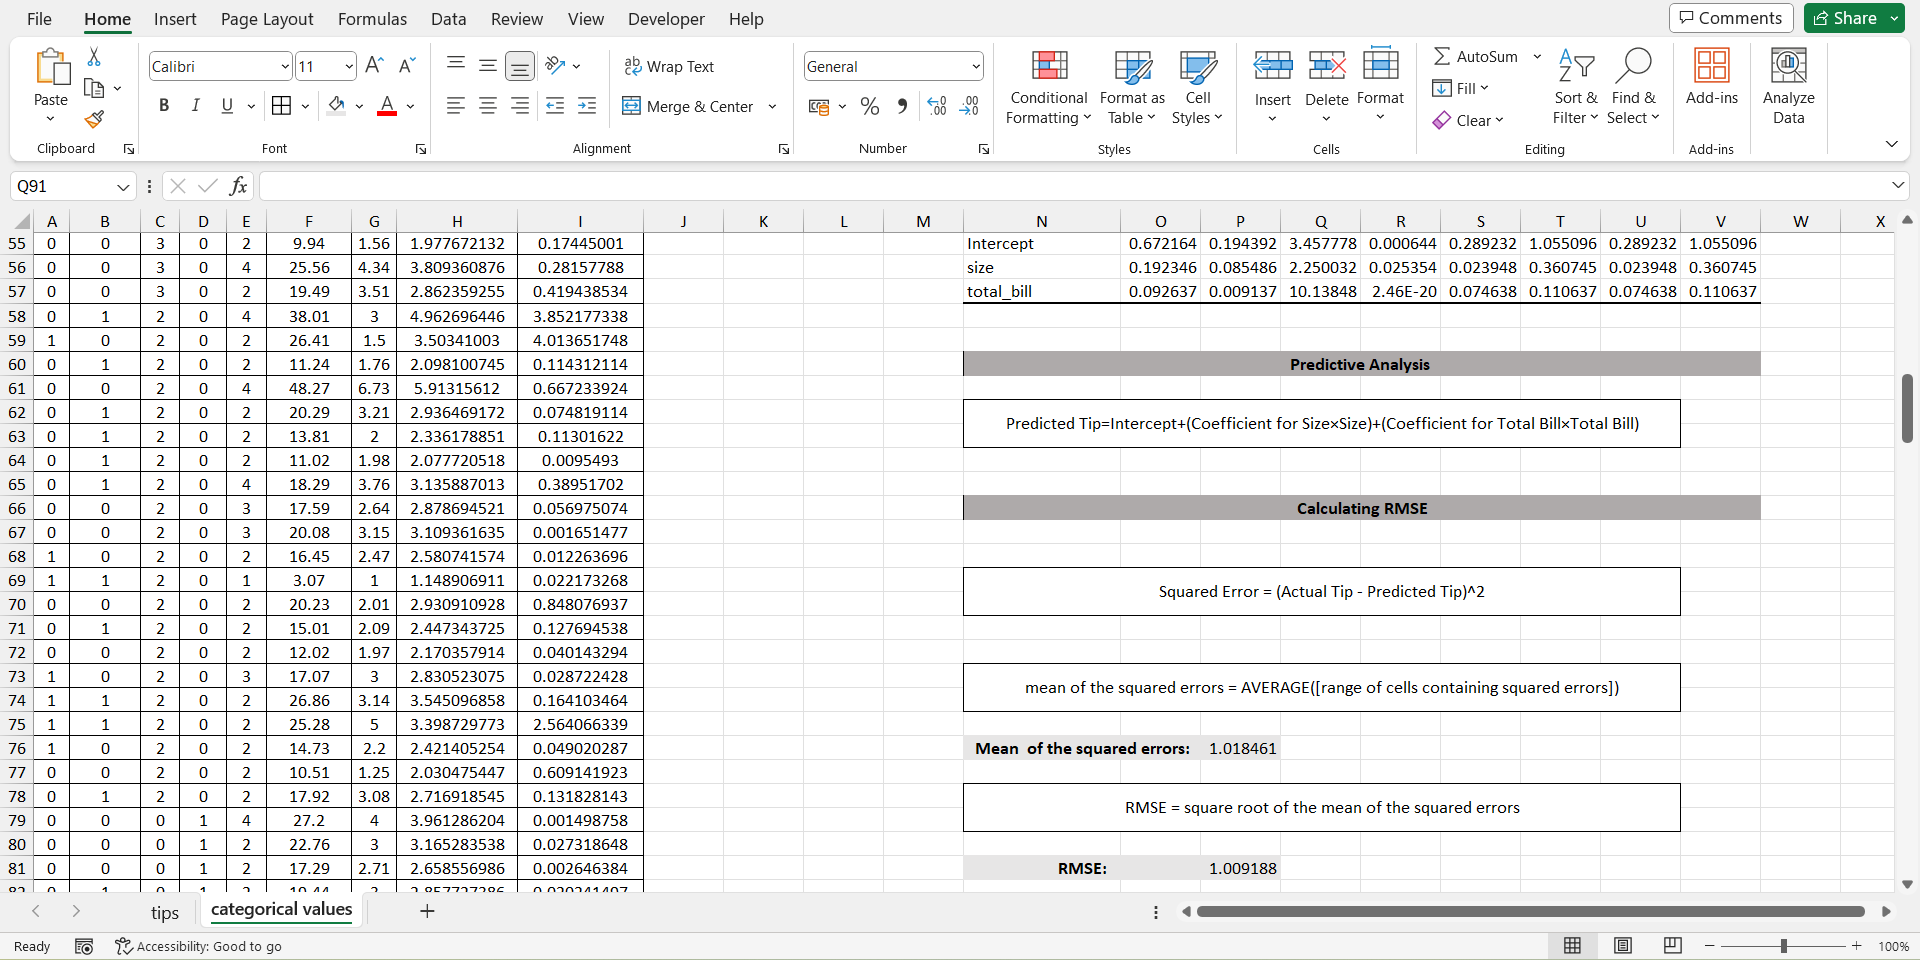 File Home Insert Page Layout Formulas Data Review View Developer Help Comments Share
Calibri 11 Wrap Text General AutoSum
Paste B I U A Merge & Center % Conditional Formatting Format as Table Cell Styles Insert Delete Format Fill Clear Sort & Filter Find & Select Add-ins Analyze Data
Clipboard Font Alignment Number Styles Cells Editing Add-ins
Q91 fx
A B C D E F G H I J K L M N O P Q R S T U V W X
55 0 0 3 0 2 9.94 1.56 1.977672132 0.17445001 Intercept 0.672164 0.194392 3.457778 0.000644 0.289232 1.055096 0.289232 1.055096
56 0 0 3 0 4 25.56 4.34 3.809360876 0.28157788 size 0.192346 0.085486 2.250032 0.025354 0.023948 0.360745 0.023948 0.360745
57 0 0 3 0 2 19.49 3.51 2.862359255 0.419438534 total_bill 0.092637 0.009137 10.13848 2.46E-20 0.074638 0.110637 0.074638 0.110637
58 0 1 2 0 4 38.01 3 4.962696446 3.852177338
59 1 0 2 0 2 26.41 1.5 3.50341003 4.013651748
60 0 1 2 0 2 11.24 1.76 2.098100745 0.114312114 Predictive Analysis
61 0 0 2 0 4 48.27 6.73 5.91315612 0.667233924
62 0 1 2 0 2 20.29 3.21 2.936469172 0.074819114
Predicted Tip=Intercept+(Coefficient for Size×Size)+(Coefficient for Total Bill×Total Bill)
63 0 1 2 0 2 13.81 2 2.336178851 0.11301622
64 0 1 2 0 2 11.02 1.98 2.077720518 0.0095493
65 0 1 2 0 4 18.29 3.76 3.135887013 0.38951702
66 0 0 2 0 3 17.59 2.64 2.878694521 0.056975074 Calculating RMSE
67 0 0 2 0 3 20.08 3.15 3.109361635 0.001651477
68 1 0 2 0 2 16.45 2.47 2.580741574 0.012263696
69 1 1 2 0 1 3.07 1 1.148906911 0.022173268
Squared Error = (Actual Tip - Predicted Tip)^2
70 0 0 2 0 2 20.23 2.01 2.930910928 0.848076937
71 0 1 2 0 2 15.01 2.09 2.447343725 0.127694538
72 0 0 2 0 2 12.02 1.97 2.170357914 0.040143294
73 1 0 2 0 3 17.07 3 2.830523075 0.028722428
mean of the squared errors = AVERAGE([range of cells containing squared errors])
74 1 1 2 0 2 26.86 3.14 3.545096858 0.164103464
75 1 1 2 0 2 25.28 5 3.398729773 2.564066339
76 1 0 2 0 2 14.73 2.2 2.421405254 0.049020287 Mean of the squared errors: 1.018461
77 0 0 2 0 2 10.51 1.25 2.030475447 0.609141923
78 0 1 2 0 2 17.92 3.08 2.716918545 0.131828143
RMSE = square root of the mean of the squared errors
79 0 0 0 1 4 27.2 4 3.961286204 0.001498758
80 0 0 0 1 2 22.76 3 3.165283538 0.027318648
81 0 0 0 1 2 17.29 2.71 2.658556986 0.002646384 RMSE: 1.009188
tips categorical values
Ready Accessibility: Good to go 100%